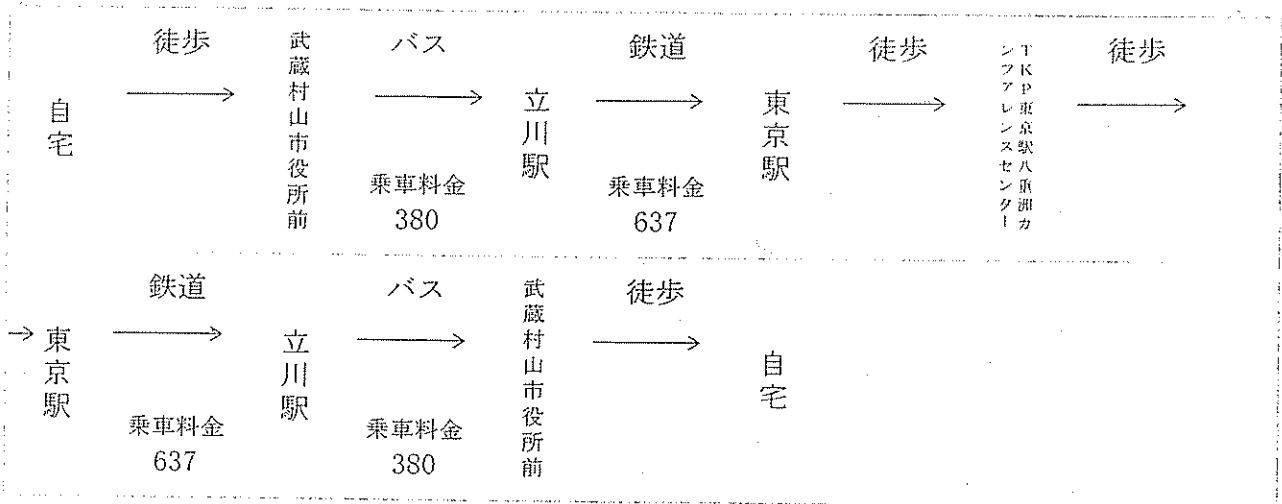 徒歩
バス
鉄道
徒歩
徒歩
自宅
→
武蔵村山市役所前
→
立川駅
→
東京駅
→
TKP東京駅八重洲カンファレンスセンター
→
乗車料金
380
乗車料金
637
鉄道
バス
徒歩
→
東京駅
→
立川駅
→
武蔵村山市役所前
→
自宅
乗車料金
637
乗車料金
380